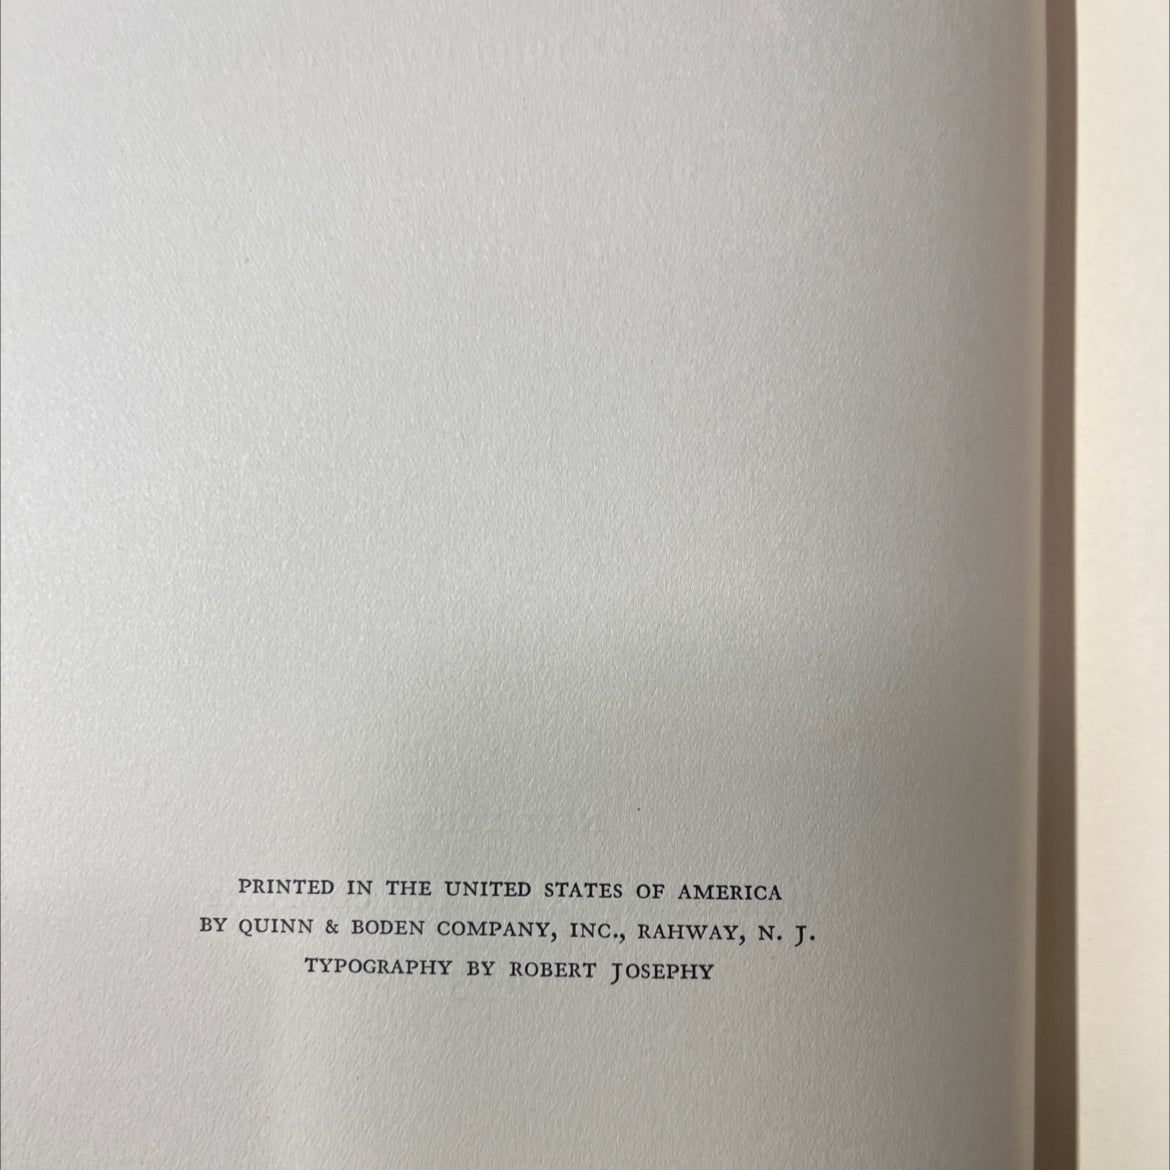 PRINTED IN THE UNITED STATES OF AMERICA
BY QUINN & BODEN COMPANY, INC., RAHWAY, N. J.
TYPOGRAPHY BY ROBERT JOSEPHY